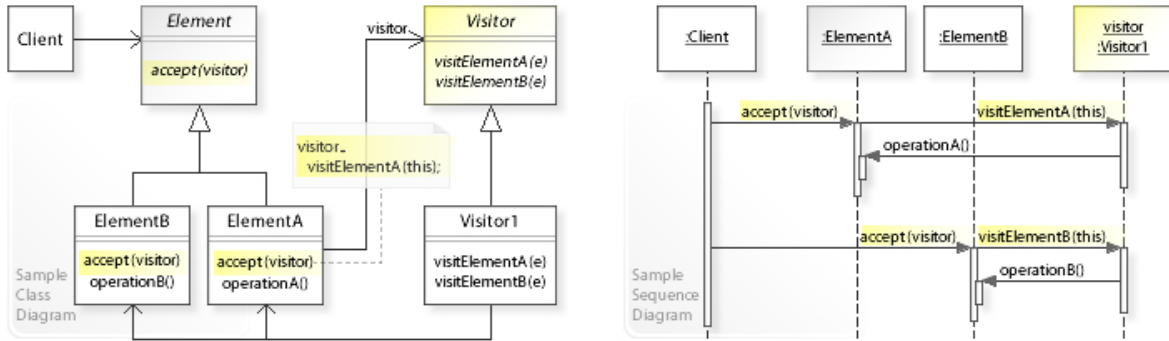 Client
Element
accept(visitor)
visitor
Visitor
visitElementA(e)
visitElementB(e)
visitor.
visitElementA(this);
ElementB
accept(visitor)
operationB()
ElementA
accept(visitor)
operationA()
Visitor1
visitElementA(e)
visitElementB(e)
Sample
Class
Diagram
:Client
:ElementA
:ElementB
visitor
:Visitor1
accept(visitor)
visitElementA(this)
operationA()
accept(visitor)
visitElementB(this)
operationB()
Sample
Sequence
Diagram